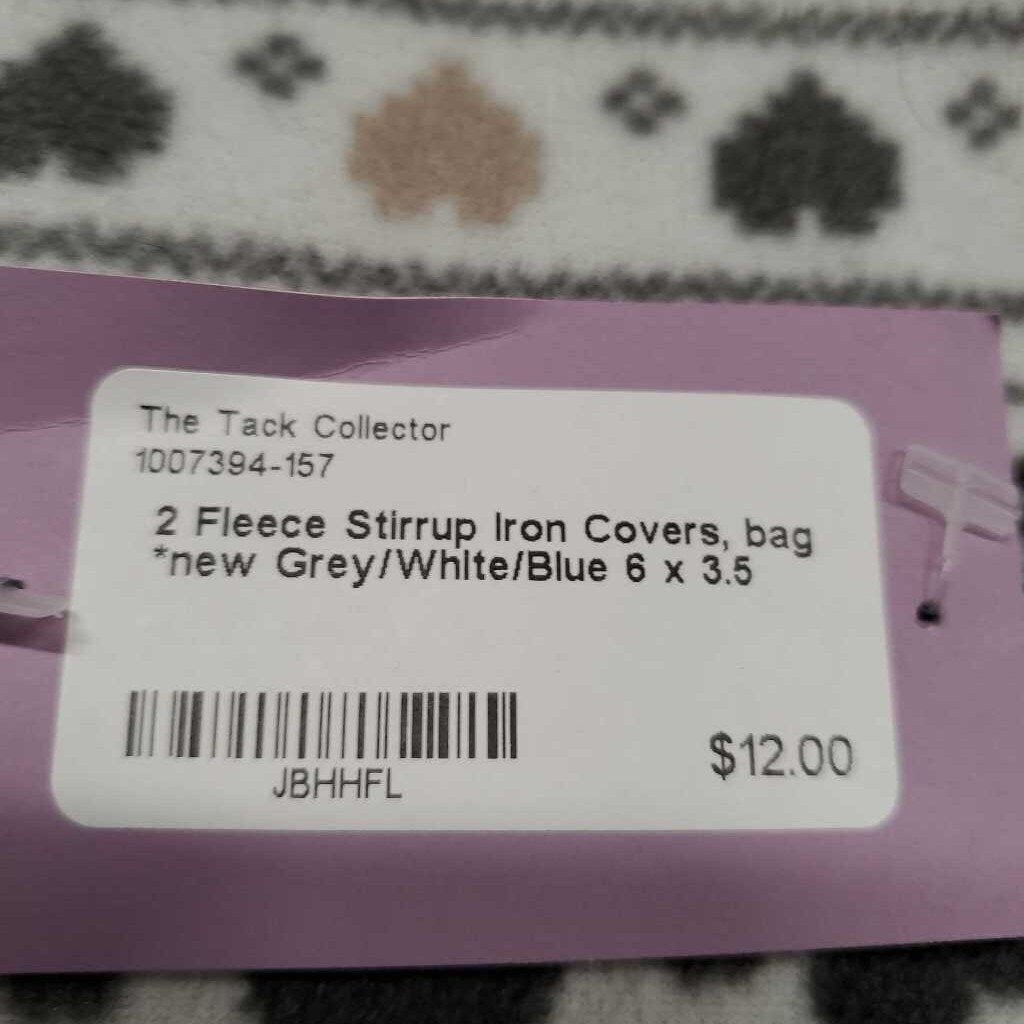 The Tack Collector
1007394-157
2 Fleece Stirrup Iron Covers, bag
*new Grey/White/Blue 6 x 3.5
JBHHFL
$12.00